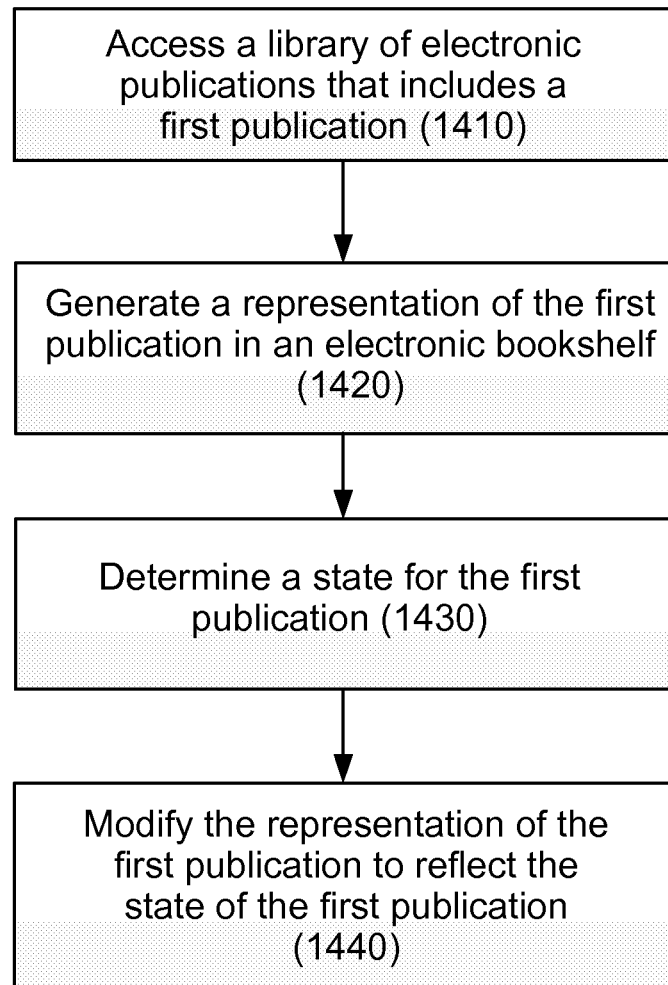 Access a library of electronic
publications that includes a
first publication (1410)
Generate a representation of the first
publication in an electronic bookshelf
(1420)
Determine a state for the first
publication (1430)
Modify the representation of the
first publication to reflect the
state of the first publication
(1440)